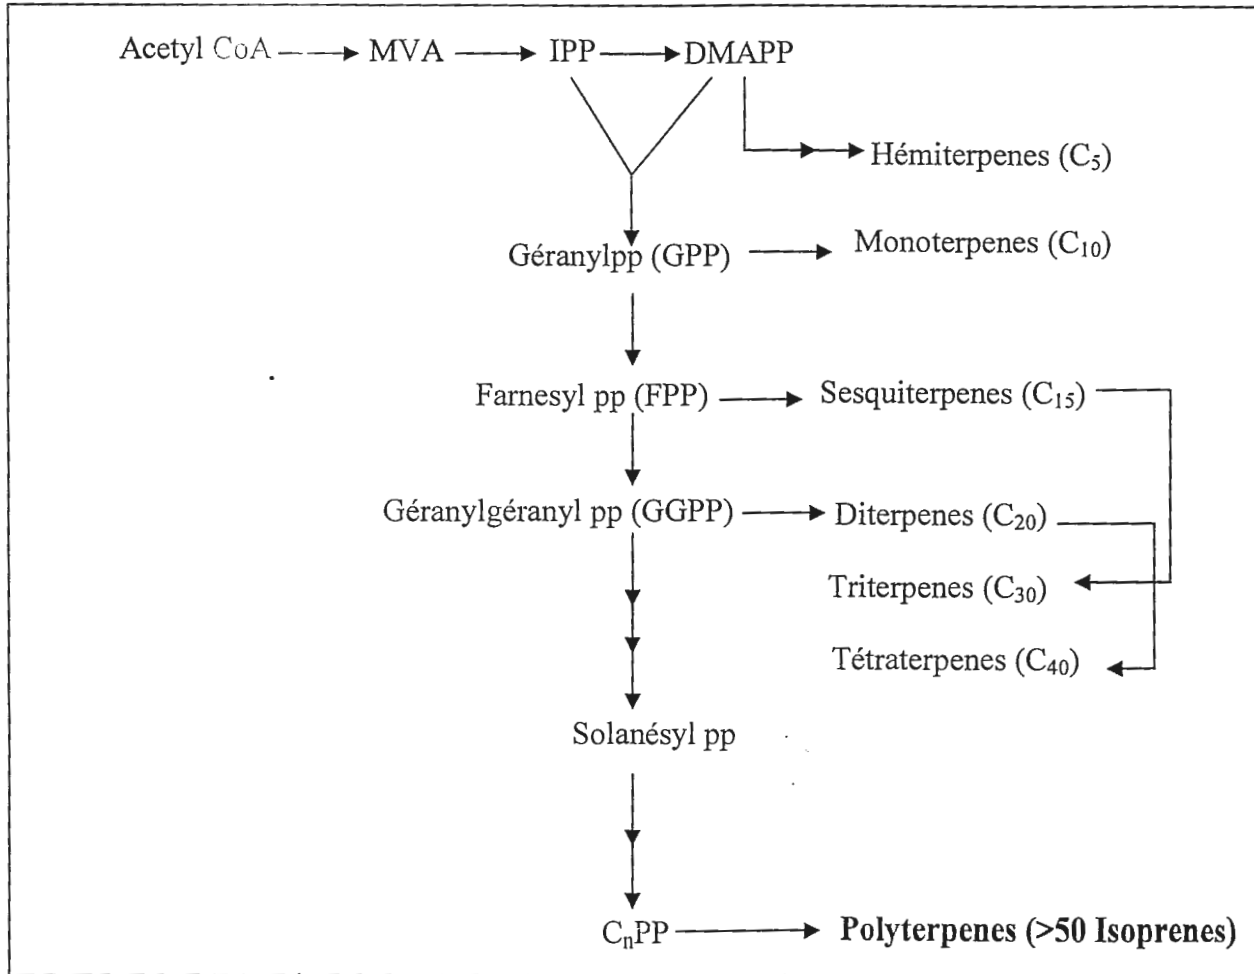 Acetyl CoA MVA IPP DMAPP
Hémiterpenes (C₅)
Géranylpp (GPP) Monoterpenes (C₁₀)
Farnesyl pp (FPP) Sesquiterpenes (C₁₅)
Géranylgéranyl pp (GGPP) Diterpenes (C₂₀)
Triterpenes (C₃₀)
Tétraterpenes (C₄₀)
Solanésyl pp
CₙPP Polyterpenes (>50 Isoprenes)